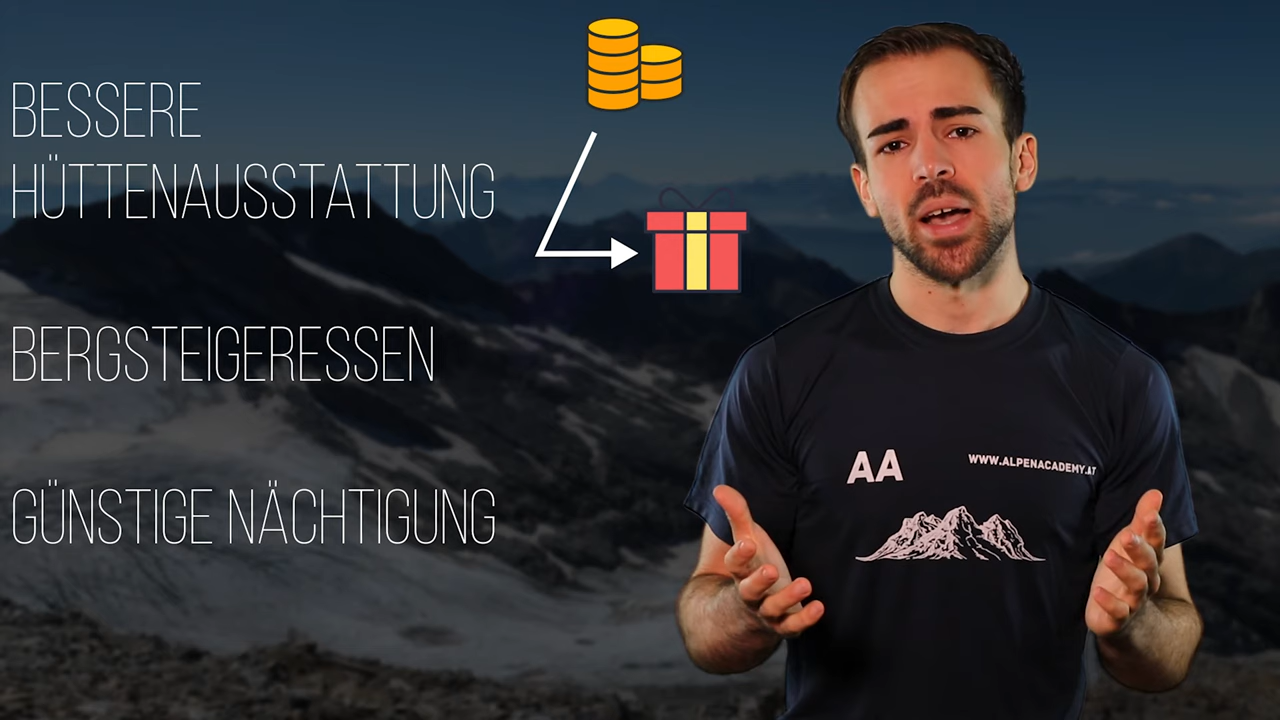 BESSERE
HÜTTENAUSSTATTUNG
BERGSTEIGERESSEN
GÜNSTIGE NÄCHTIGUNG
AA
WWW.ALPENACADEMY.AT